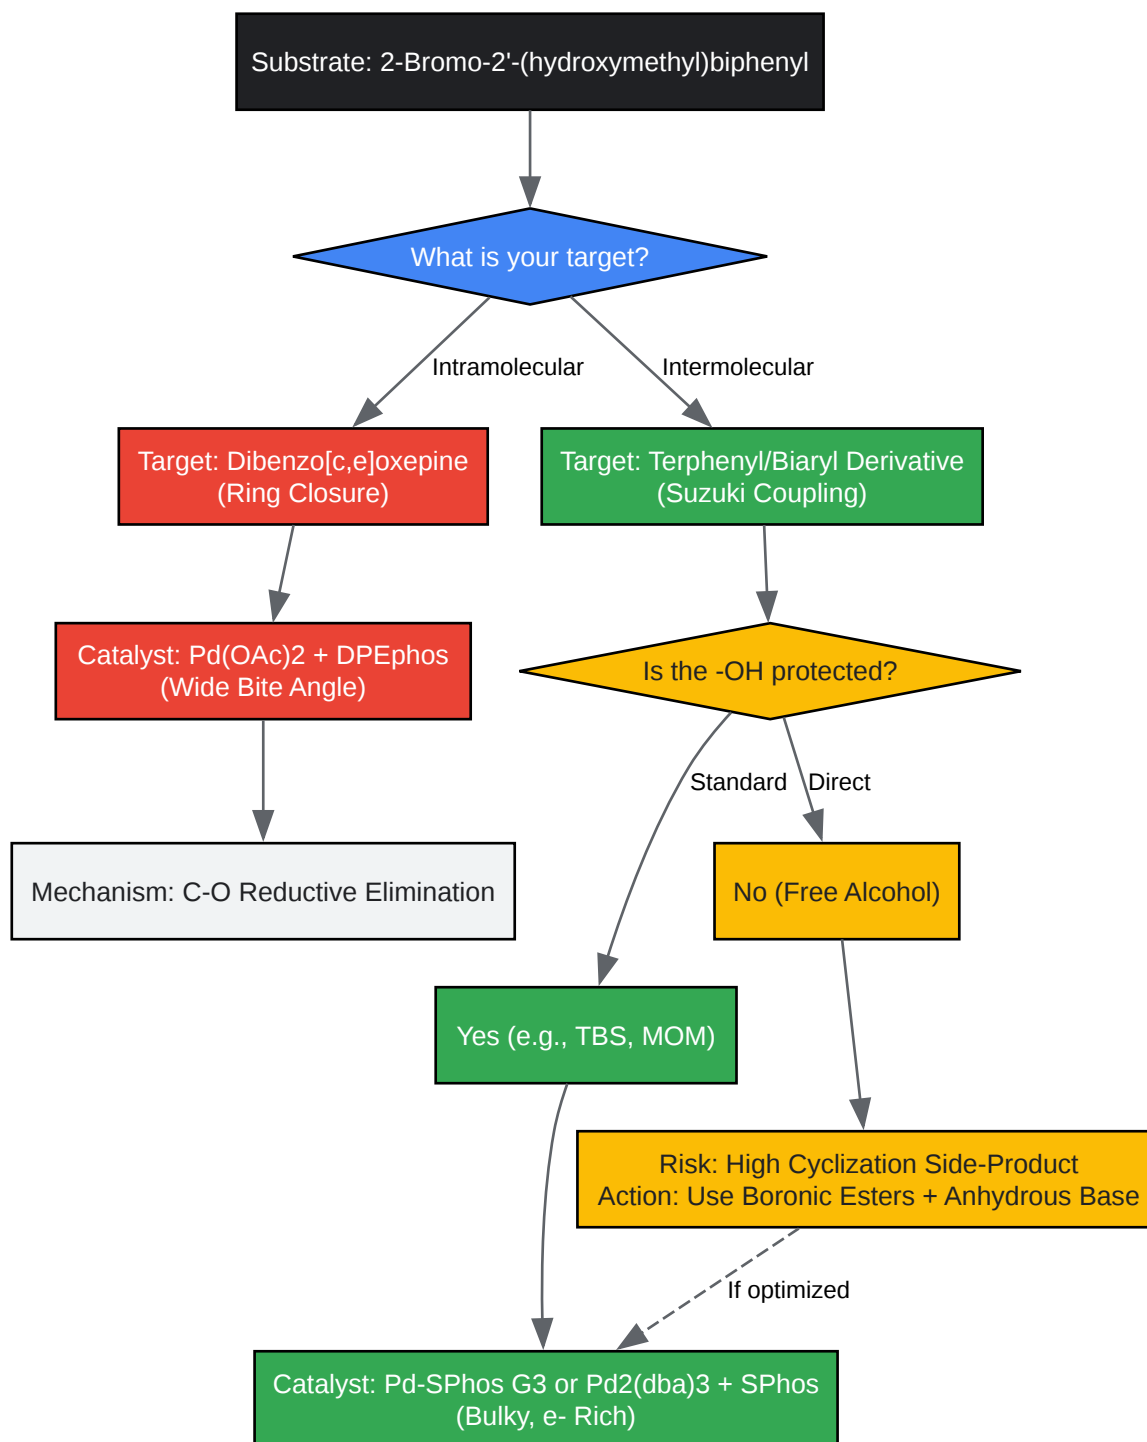 Substrate: 2-Bromo-2'-(hydroxymethyl)biphenyl
What is your target?
Intramolecular
Intermolecular
Target: Dibenzo[c,e]oxepine
(Ring Closure)
Target: Terphenyl/Biaryl Derivative
(Suzuki Coupling)
Catalyst: Pd(OAc)2 + DPEphos
(Wide Bite Angle)
Is the -OH protected?
Standard
Direct
Mechanism: C-O Reductive Elimination
No (Free Alcohol)
Yes (e.g., TBS, MOM)
Risk: High Cyclization Side-Product
Action: Use Boronic Esters + Anhydrous Base
If optimized
Catalyst: Pd-SPhos G3 or Pd2(dba)3 + SPhos
(Bulky, e- Rich)